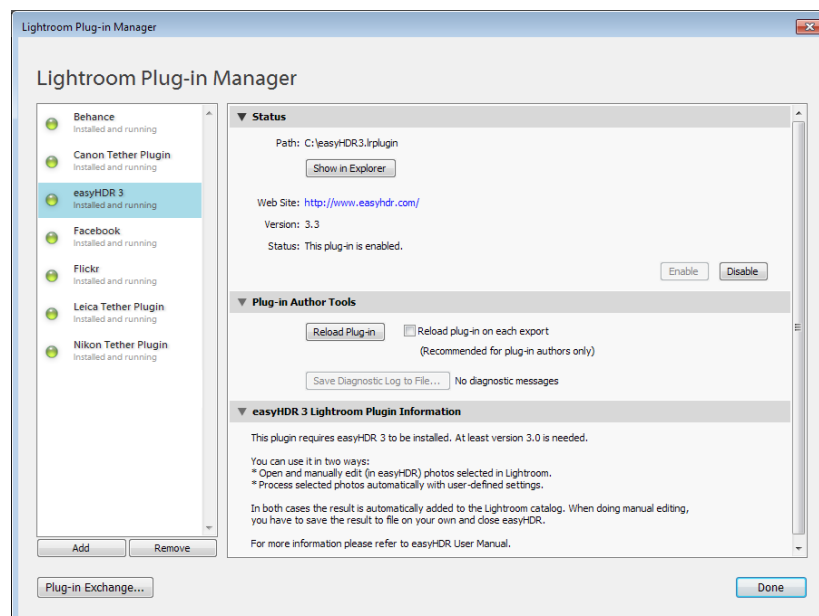 Lightroom Plug-in Manager
Lightroom Plug-in Manager
Behance
Installed and running
Canon Tether Plugin
Installed and running
easyHDR 3
Installed and running
Facebook
Installed and running
Flickr
Installed and running
Leica Tether Plugin
Installed and running
Nikon Tether Plugin
Installed and running
Add
Remove
Plug-in Exchange...
Status
Path: C:\easyHDR3.lrplugin
Show in Explorer
Web Site: http://www.easyhdr.com/
Version: 3.3
Status: This plug-in is enabled.
Enable
Disable
Plug-in Author Tools
Reload Plug-in
Reload plug-in on each export
(Recommended for plug-in authors only)
Save Diagnostic Log to File...
No diagnostic messages
easyHDR 3 Lightroom Plugin Information
This plugin requires easyHDR 3 to be installed. At least version 3.0 is needed.
You can use it in two ways:
* Open and manually edit (in easyHDR) photos selected in Lightroom.
* Process selected photos automatically with user-defined settings.
In both cases the result is automatically added to the Lightroom catalog. When doing manual editing,
you have to save the result to file on your own and close easyHDR.
For more information please refer to easyHDR User Manual.
Done